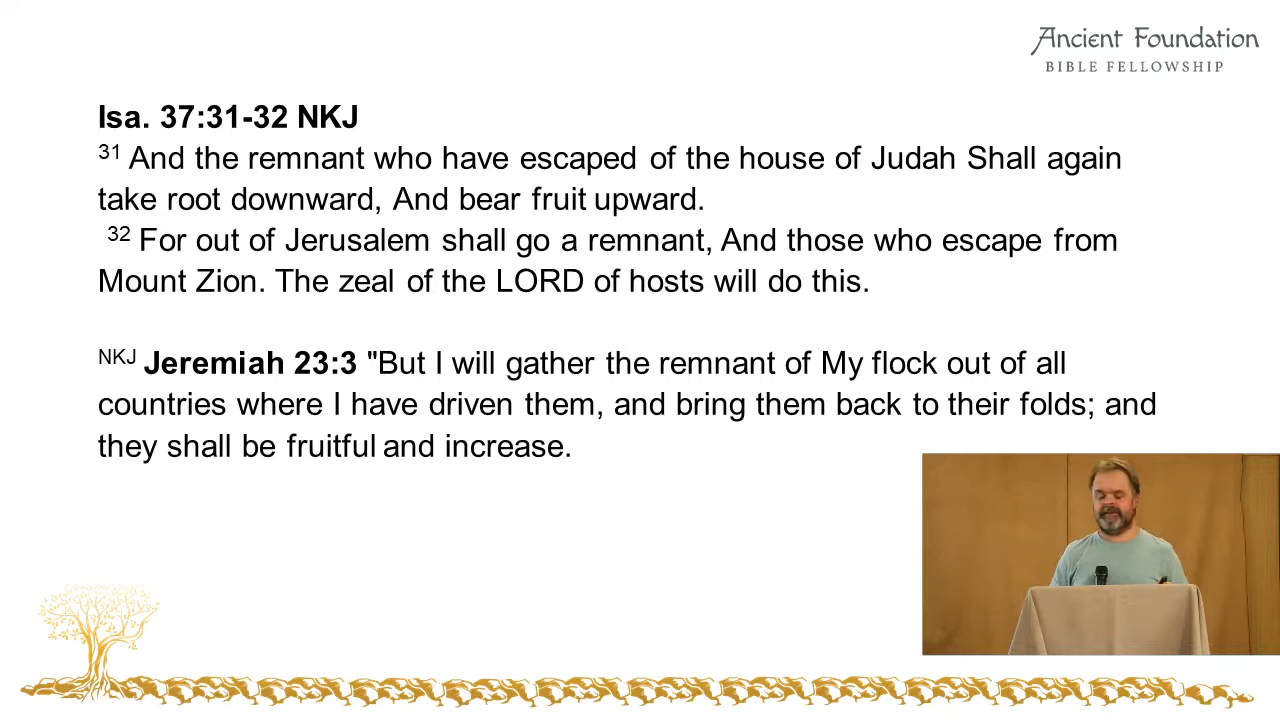 Ancient Foundation
BIBLE FELLOWSHIP
Isa. 37:31-32 NKJ
31 And the remnant who have escaped of the house of Judah Shall again
take root downward, And bear fruit upward.
32 For out of Jerusalem shall go a remnant, And those who escape from
Mount Zion. The zeal of the LORD of hosts will do this.
NKJ Jeremiah 23:3 "But I will gather the remnant of My flock out of all
countries where I have driven them, and bring them back to their folds; and
they shall be fruitful and increase.